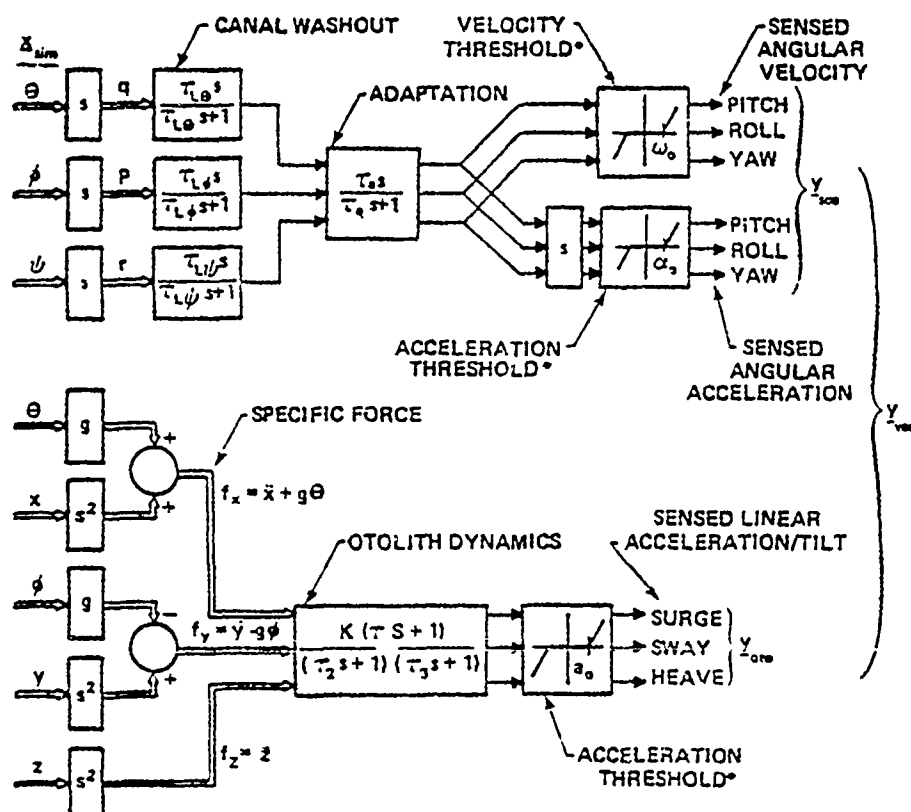 CANAL WASHOUT
VELOCITY THRESHOLD*
SENSED ANGULAR VELOCITY
ADAPTATION
X_sim
θ s q τ_Lθ s / τ_Lθ s+1
φ s p τ_Lφ s / τ_Lφ s+1
ψ s r τ_Lψ s / τ_Lψ s+1
τ_a s / τ_a s+1
ω_o
PITCH
ROLL
YAW
y_scc
s
α_o
PITCH
ROLL
YAW
ACCELERATION THRESHOLD*
SENSED ANGULAR ACCELERATION
y_ves
θ g
+
SPECIFIC FORCE
x s²
+
f_x = ẍ + gθ
OTOLITH DYNAMICS
SENSED LINEAR ACCELERATION/TILT
φ g
−
f_y = ÿ - gφ
y s²
+
K (τ S + 1) / (τ_2 s + 1) (τ_3 s + 1)
a_o
SURGE
SWAY
HEAVE
y_oto
z s²
f_z = z̈
ACCELERATION THRESHOLD*